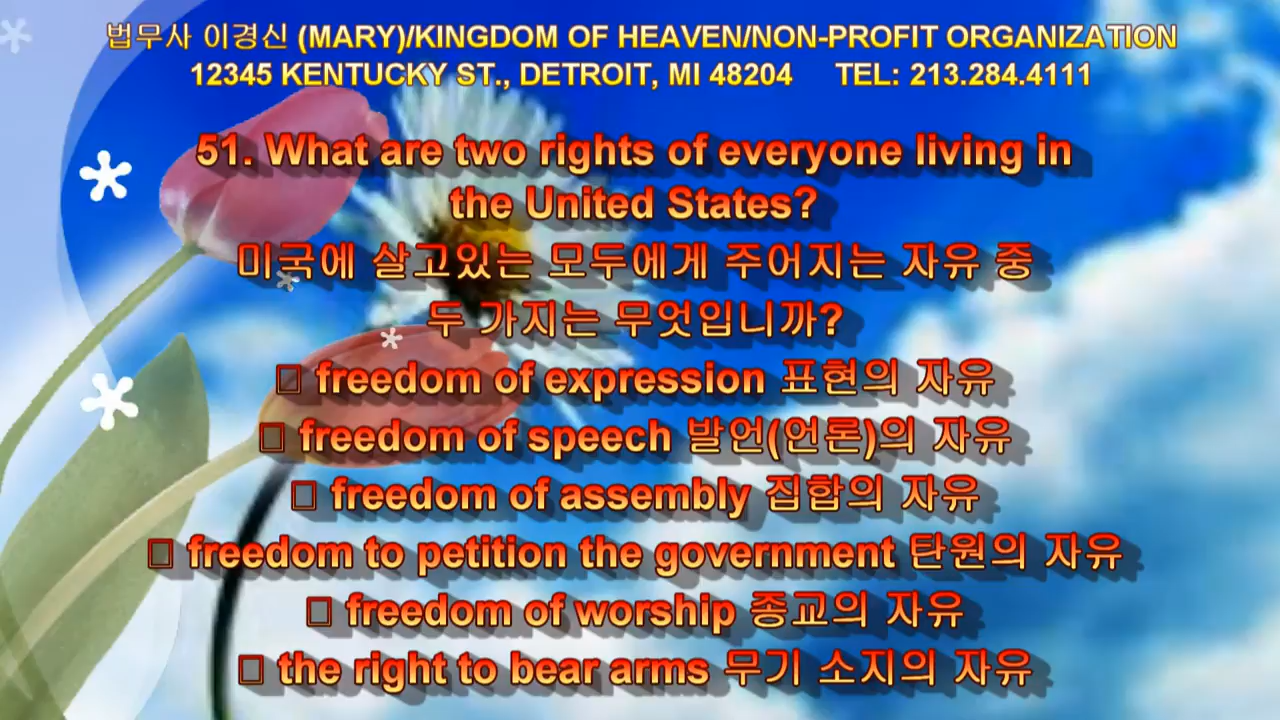 법무사 이경신 (MARY)/KINGDOM OF HEAVEN/NON-PROFIT ORGANIZATION
12345 KENTUCKY ST., DETROIT, MI 48204 TEL: 213.284.4111
51. What are two rights of everyone living in
the United States?
미국에 살고있는 모두에게 주어지는 자유 중
두 가지는 무엇입니까?
□ freedom of expression 표현의 자유
□ freedom of speech 발언(언론)의 자유
□ freedom of assembly 집합의 자유
□ freedom to petition the government 탄원의 자유
□ freedom of worship 종교의 자유
□ the right to bear arms 무기 소지의 자유